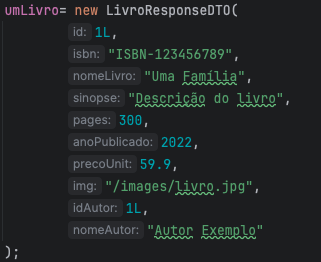 umLivro= new LivroResponseDTO(
id: 1L,
isbn: "ISBN-123456789",
nomeLivro: "Uma Família",
sinopse: "Descrição do livro",
pages: 300,
anoPublicado: 2022,
precoUnit: 59.9,
img: "/images/livro.jpg",
idAutor: 1L,
nomeAutor: "Autor Exemplo"
);